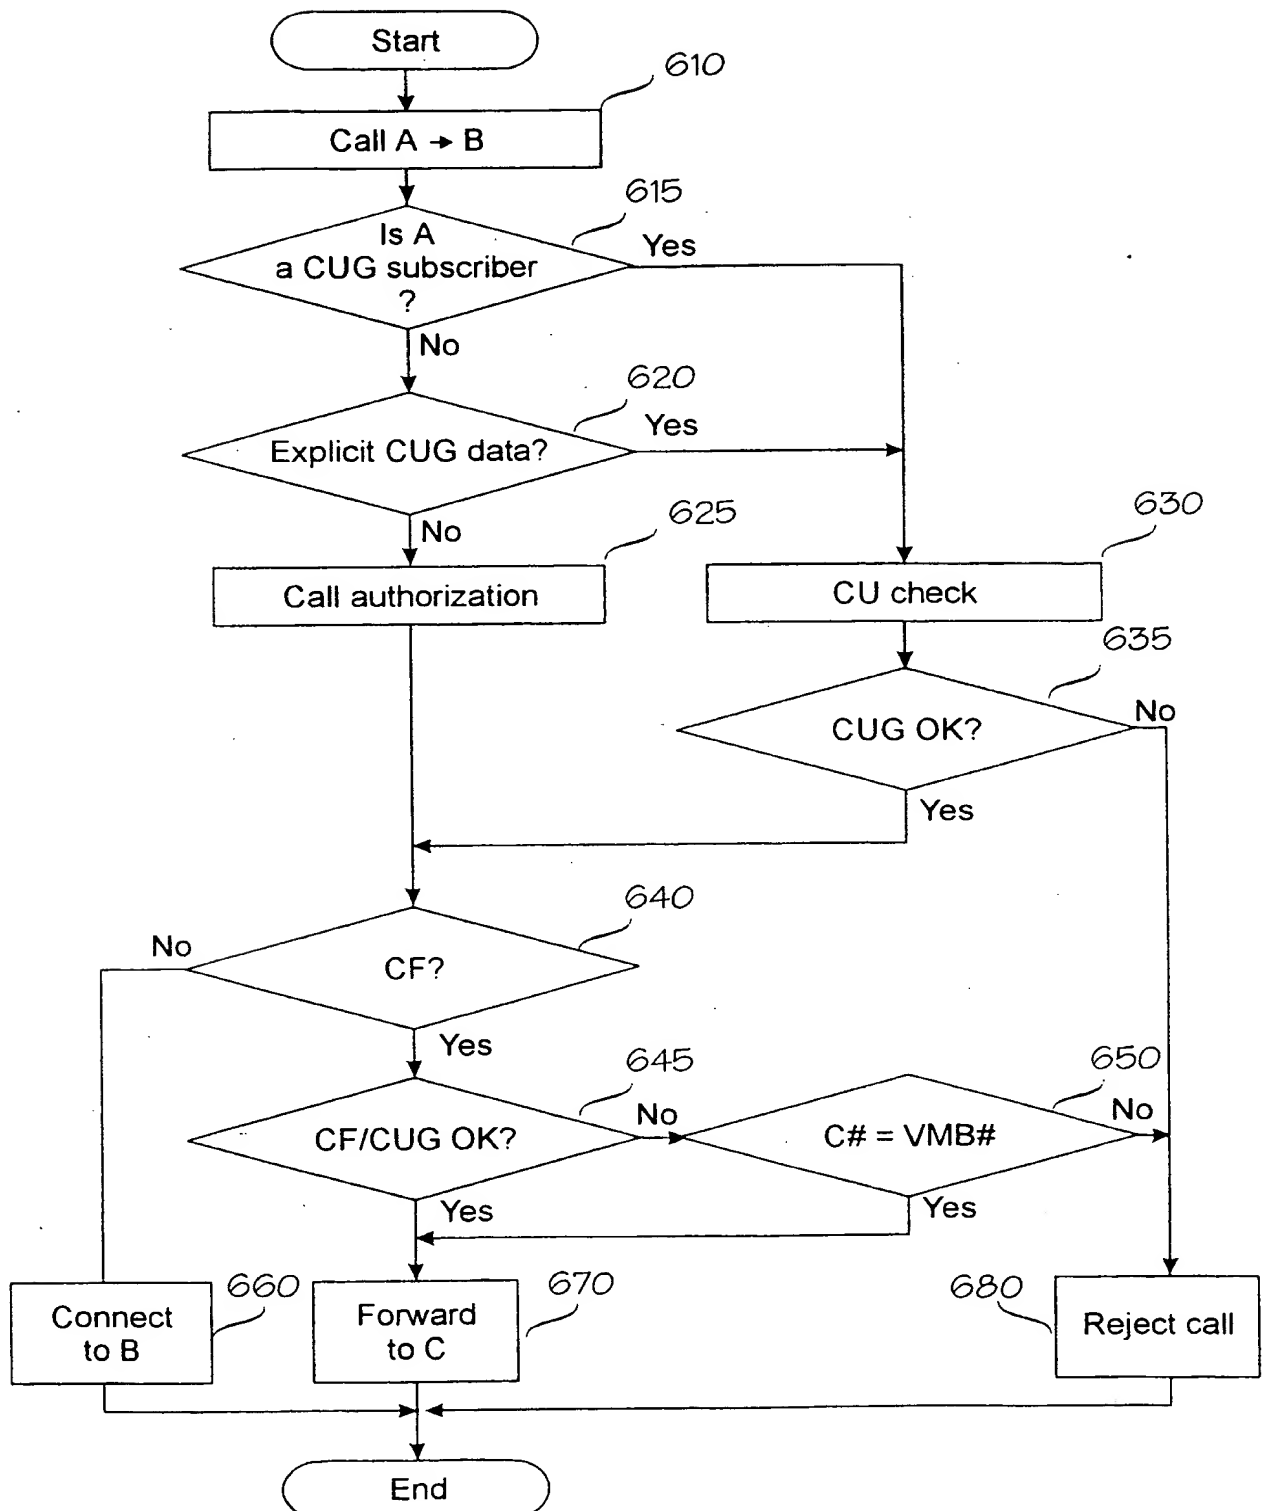 Start
610
Call A → B
615
Is A
a CUG subscriber
?
Yes
No
620
Explicit CUG data?
Yes
No
625
630
Call authorization
CU check
635
CUG OK?
No
Yes
640
No
CF?
Yes
645
650
CF/CUG OK?
No
C# = VMB#
No
Yes
Yes
660
670
680
Connect
to B
Forward
to C
Reject call
End